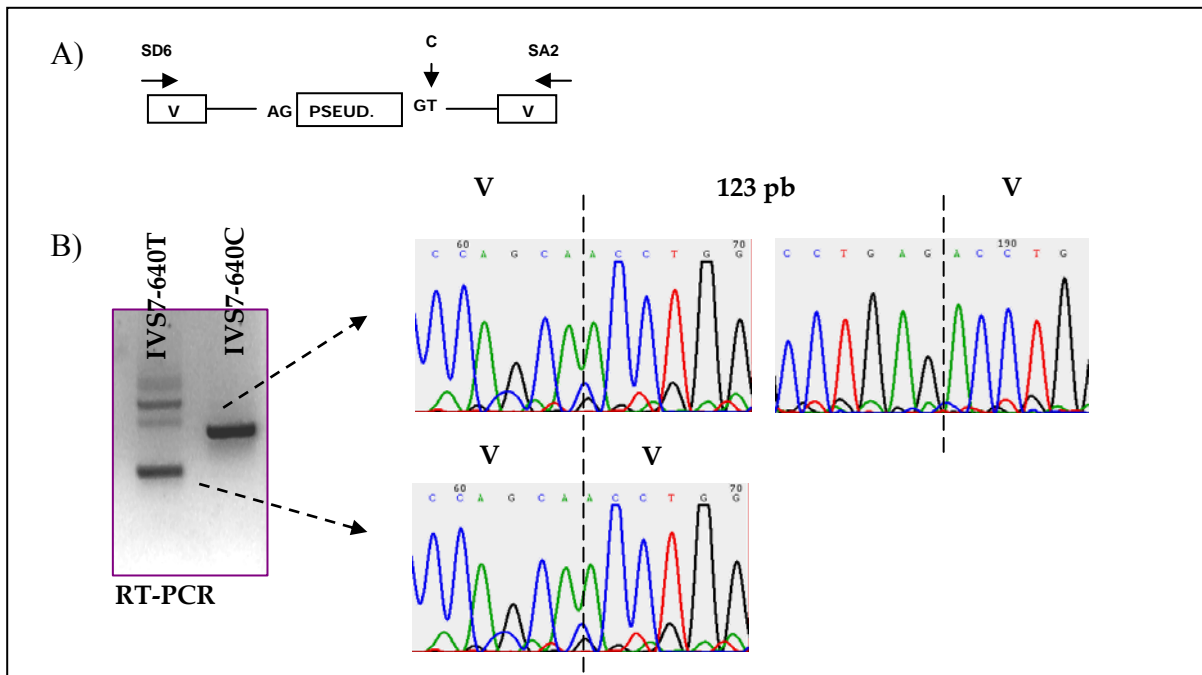 A)
SD6
C
SA2
V
AG
PSEUD.
GT
V
V
123 pb
V
B)
IVS7-640T
IVS7-640C
60
70
C C A G C A A C C T G G
190
C C T G A G A C C T G
V
V
60
70
C C A G C A A C C T G G
RT-PCR